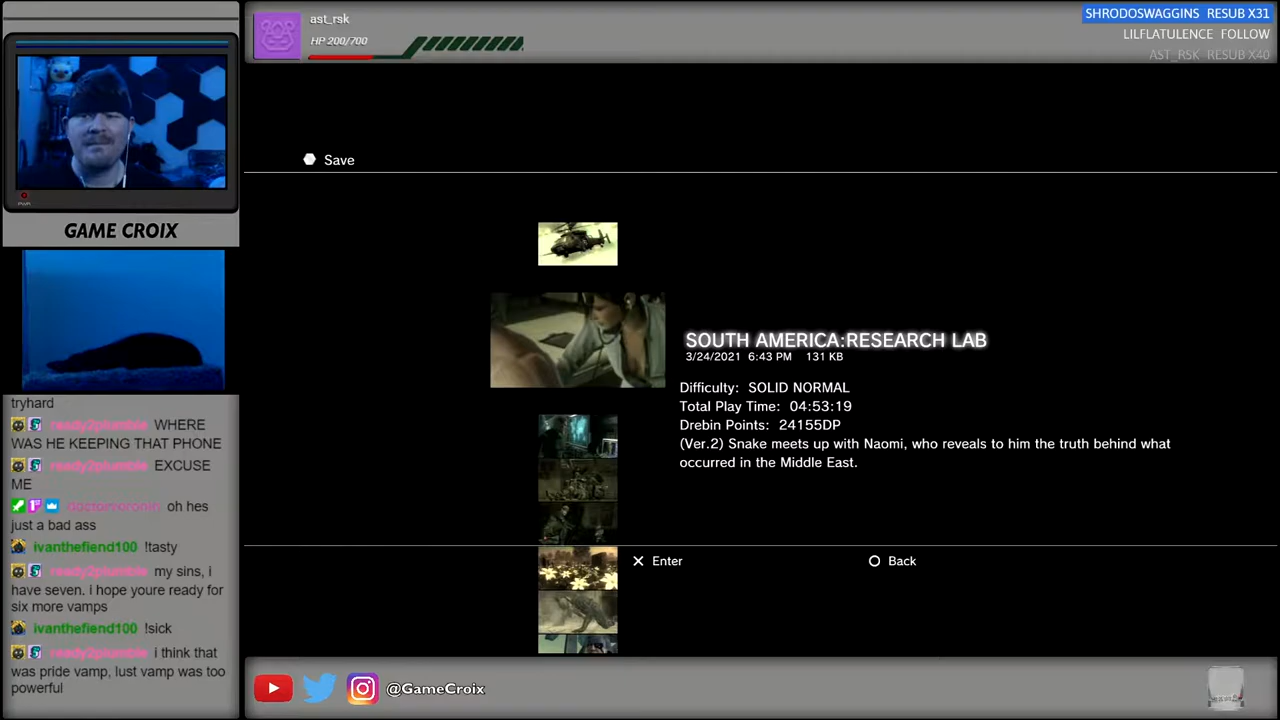 ast_rsk
HP 200/700
SHRODOSWAGGINS RESUB X31
LILFLATULENCE FOLLOW
AST_RSK RESUB X40
Save
GAME CROIX
SOUTH AMERICA:RESEARCH LAB
3/24/2021 6:43 PM 131 KB
Difficulty: SOLID NORMAL
Total Play Time: 04:53:19
Drebin Points: 24155DP
(Ver.2) Snake meets up with Naomi, who reveals to him the truth behind what
occurred in the Middle East.
Enter
Back
tryhard
ready2plumbie WHERE
WAS HE KEEPING THAT PHONE
ready2plumbie EXCUSE
ME
oh hes
just a bad ass
ivanthefiend100 !tasty
ready2plumbie my sins, i
have seven. i hope youre ready for
six more vamps
ivanthefiend100 !sick
ready2plumbie i think that
was pride vamp, lust vamp was too
powerful
@GameCroix